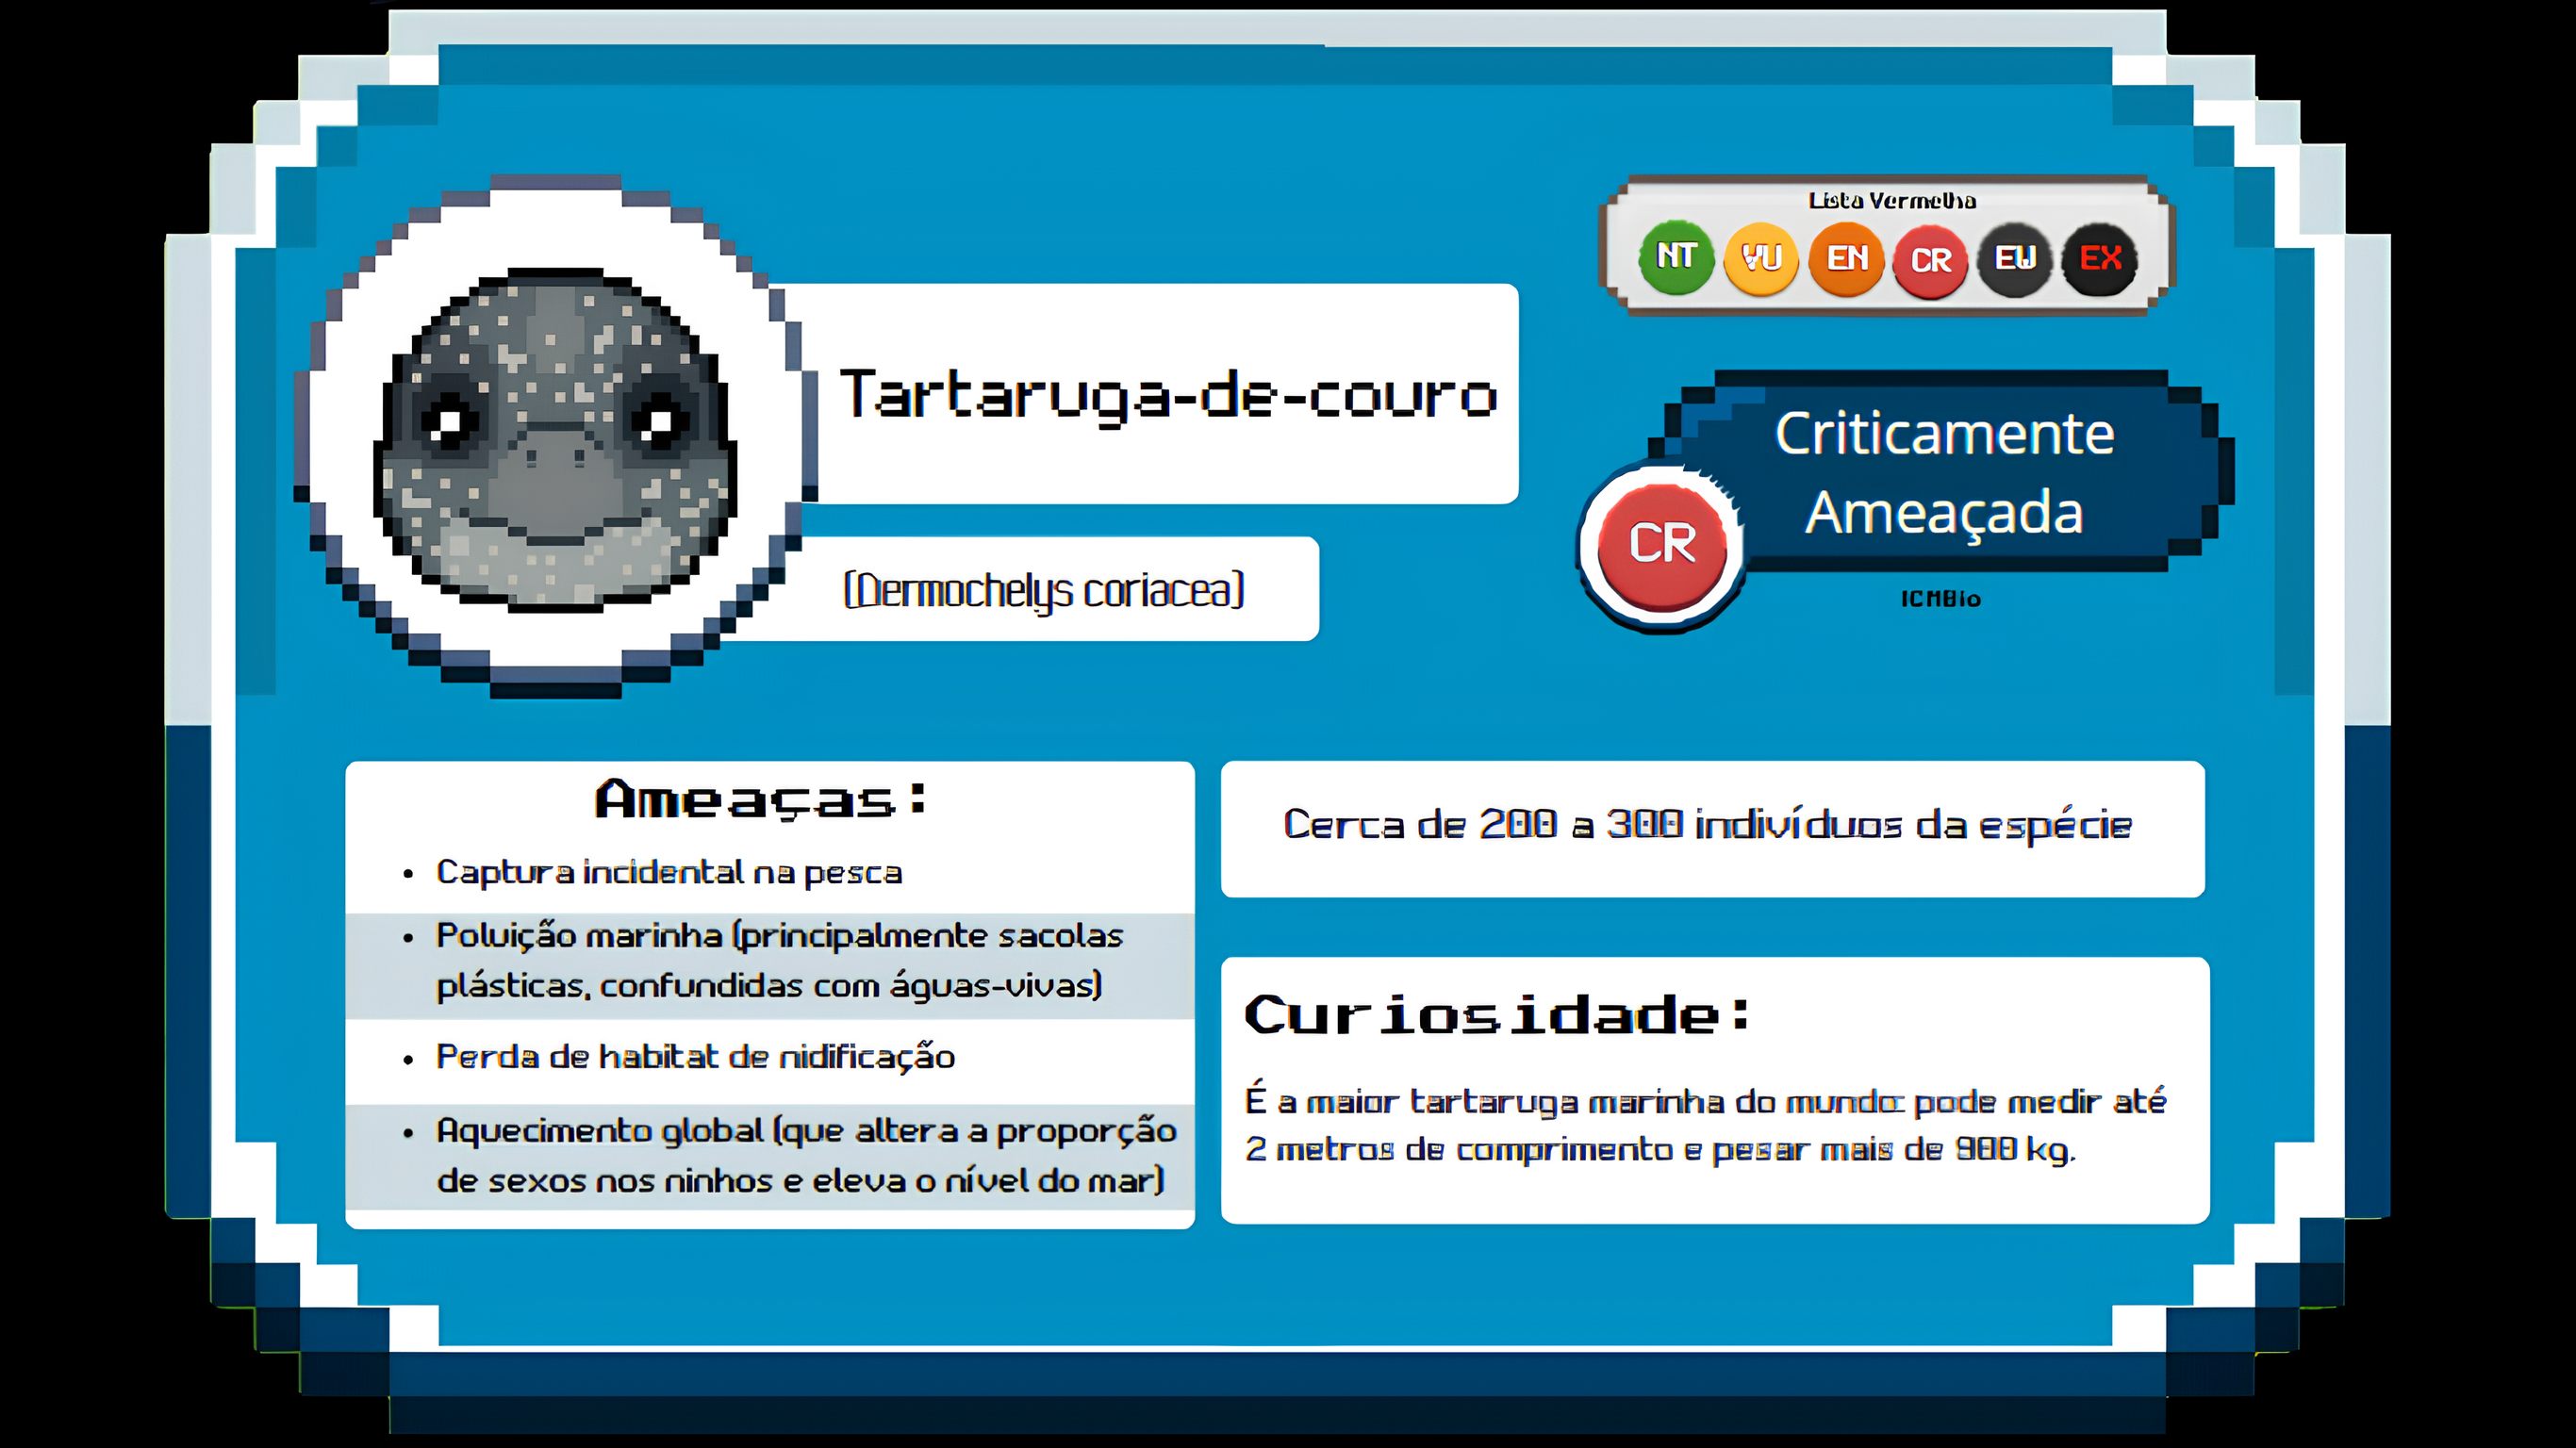 Lista Vermelha
NT VU EN CR EW EX
Tartaruga-de-couro
(Dermochelys coriacea)
Criticamente
Ameaçada
CR
ICMBio
Ameaças:
• Captura incidental na pesca
• Poluição marinha (principalmente sacolas
plásticas, confundidas com águas-vivas)
• Perda de habitat de nidificação
• Aquecimento global (que altera a proporção
de sexos nos ninhos e eleva o nível do mar)
Cerca de 200 a 300 indivíduos da espécie
Curiosidade:
É a maior tartaruga marinha do mundo pode medir até
2 metros de comprimento e pesar mais de 900 kg.